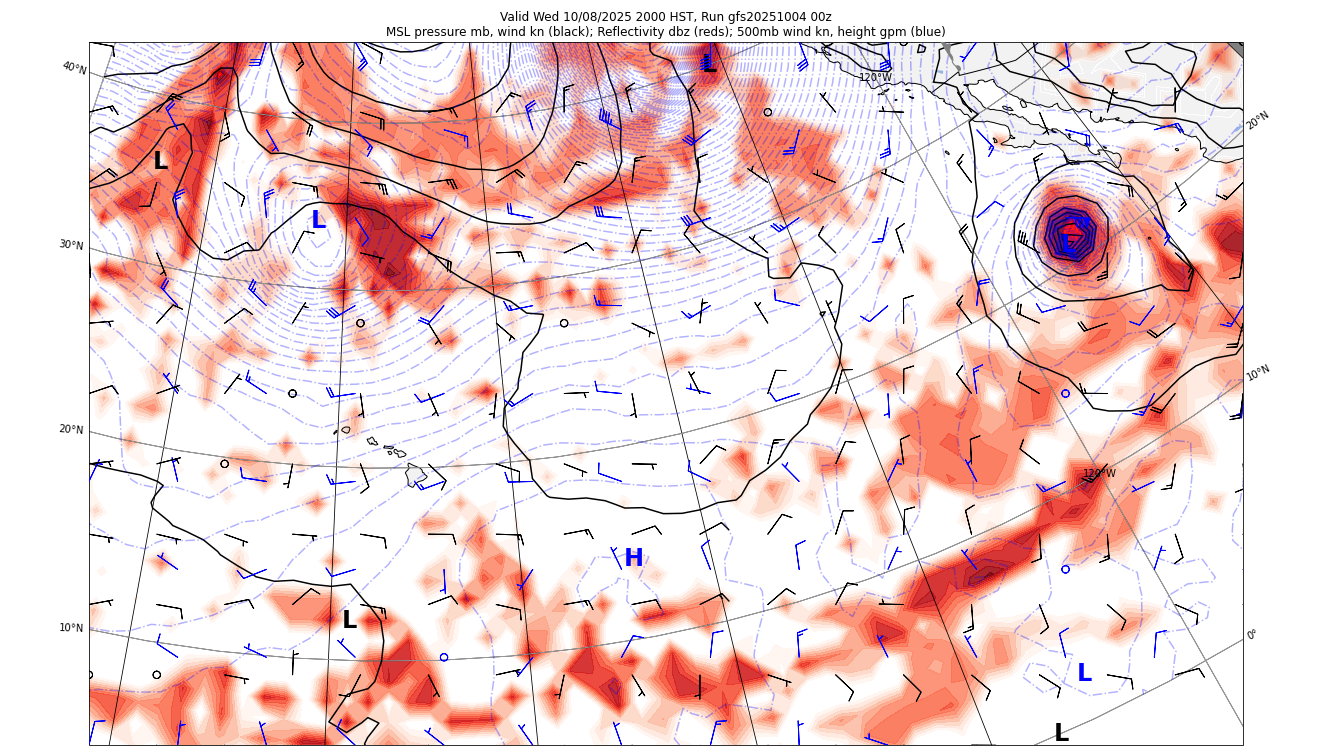 Valid Wed 10/08/2025 2000 HST, Run gfs20251004 00z
MSL pressure mb, wind kn (black); Reflectivity dbz (reds); 500mb wind kn, height gpm (blue)
40°N
L
120°W
20°N
L
L
L
30°N
10°N
20°N
120°W
H
L
10°N
0°
L
L